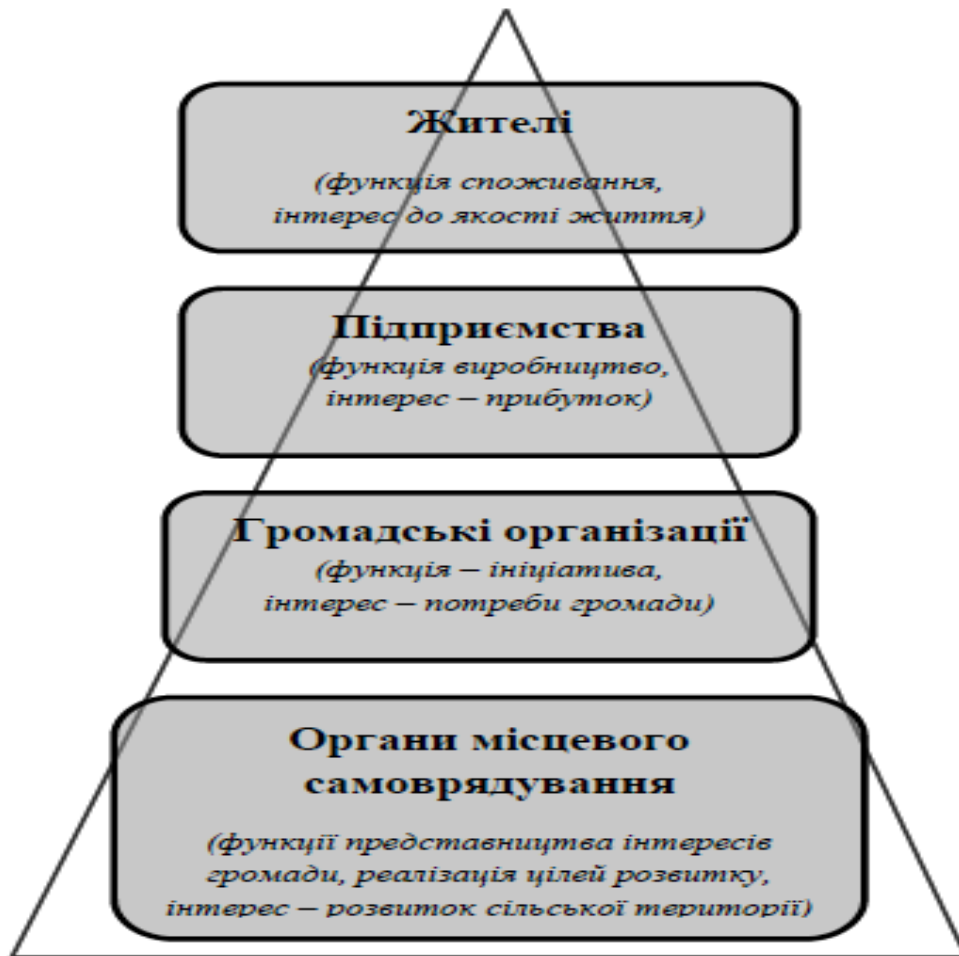 Жителі
(функція споживання,
інтерес до якості життя)
Підприємства
(функція виробництво,
інтерес – прибуток)
Громадські організації
(функція – ініціатива,
інтерес – потреби громади)
Органи місцевого
самоврядування
(функції представництва інтересів
громади, реалізація цілей розвитку,
інтерес – розвиток сільської території)